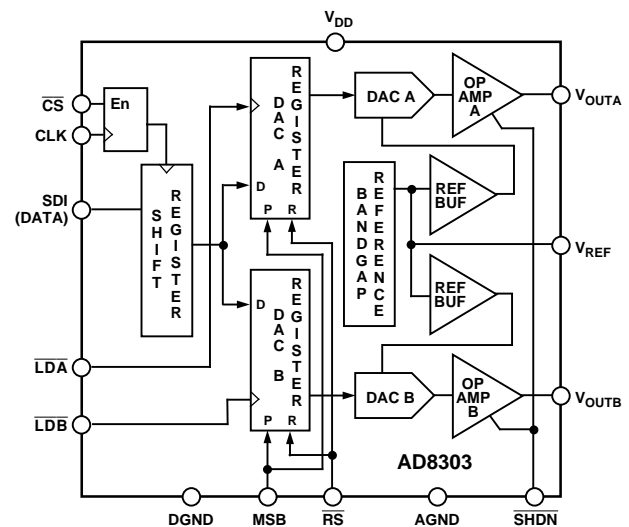 VDD
CS
En
CLK
SDI
(DATA)
SHIFT
REGISTER
LDA
LDB
DAC A
REGISTER
D
P R
DAC B
REGISTER
D
P R
BANDGAP
REFERENCE
DAC A
OP
AMP
A
VOUTA
REF
BUF
VREF
REF
BUF
DAC B
OP
AMP
B
VOUTB
AD8303
DGND
MSB
RS
AGND
SHDN